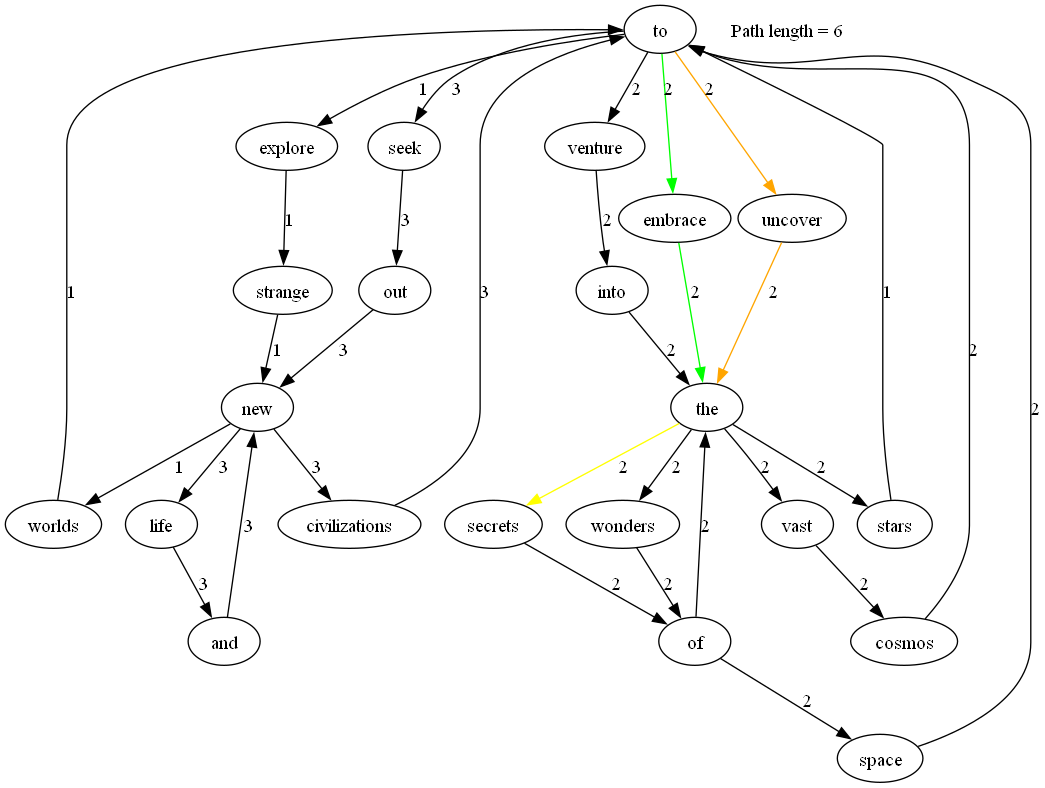 to
Path length = 6
1
3
2
2
2
explore
seek
venture
embrace
uncover
1
3
2
strange
out
into
1
3
2
2
1
2
1
3
2
new
the
2
1
3
3
2
2
2
2
worlds
life
civilizations
secrets
wonders
vast
stars
3
2
3
2
2
2
and
of
cosmos
2
space